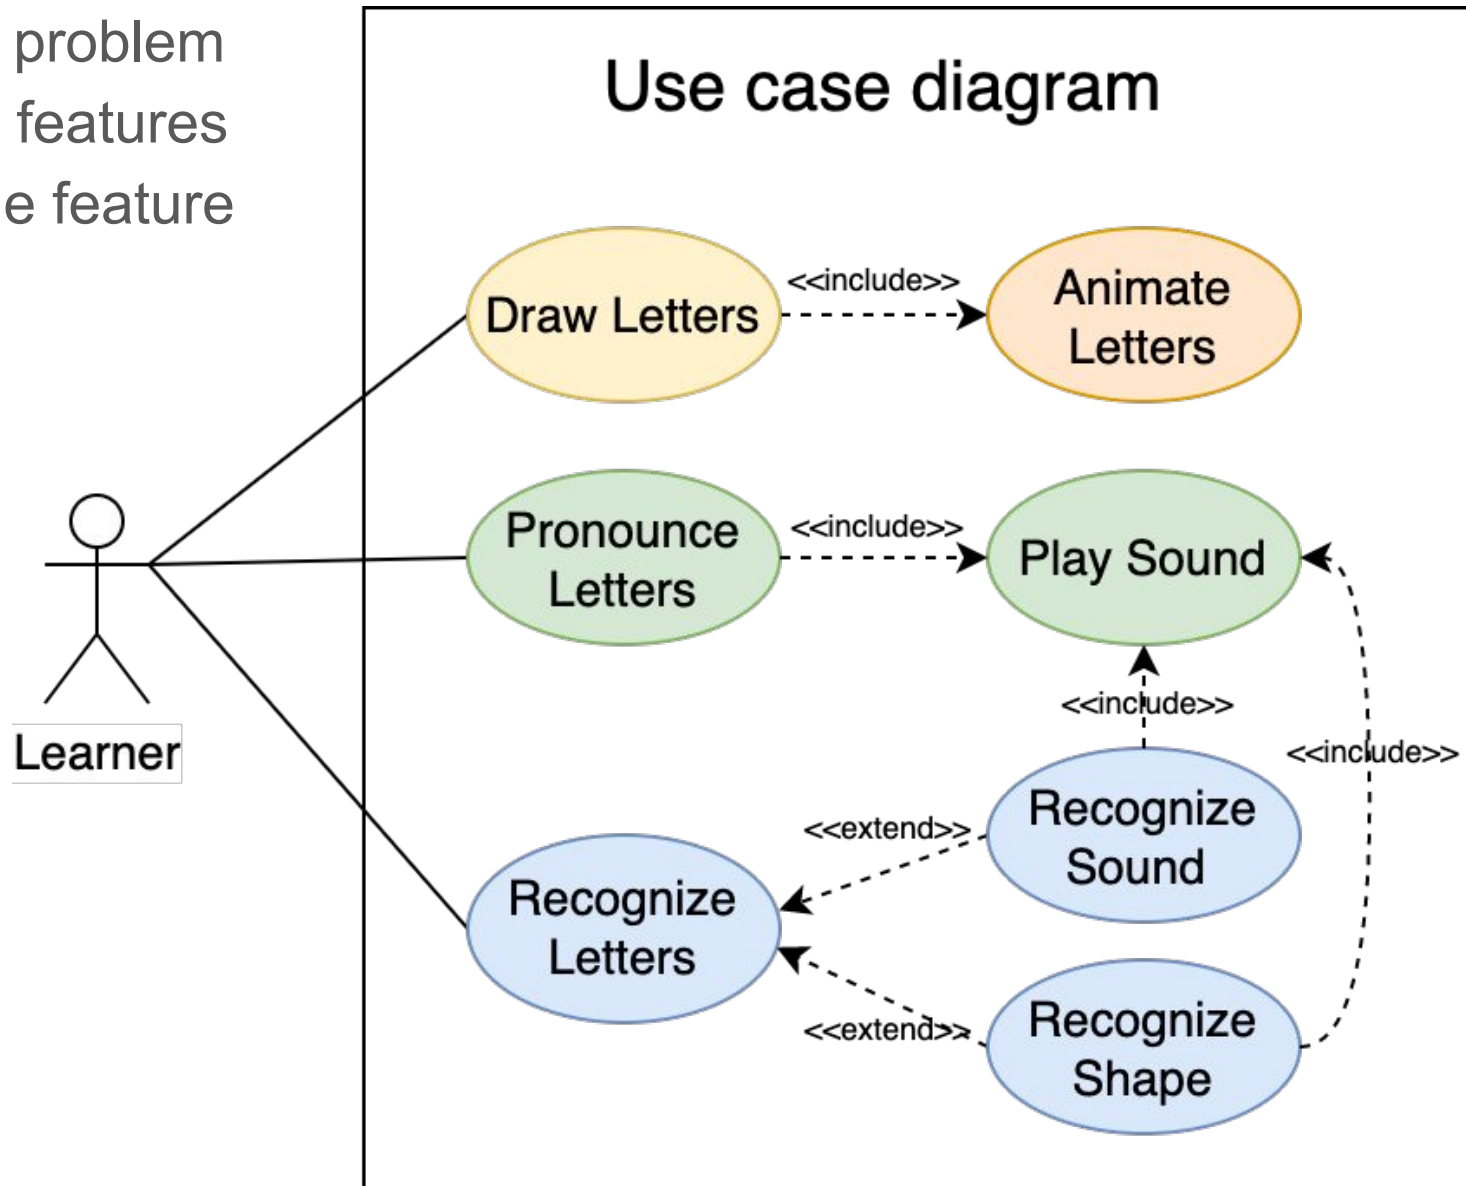 problem
features
e feature
Use case diagram
Draw Letters
<<include>>
Animate
Letters
Pronounce
Letters
<<include>>
Play Sound
<<include>>
<<include>>
Learner
Recognize
Letters
<<extend>>
Recognize
Sound
<<extend>>
Recognize
Shape